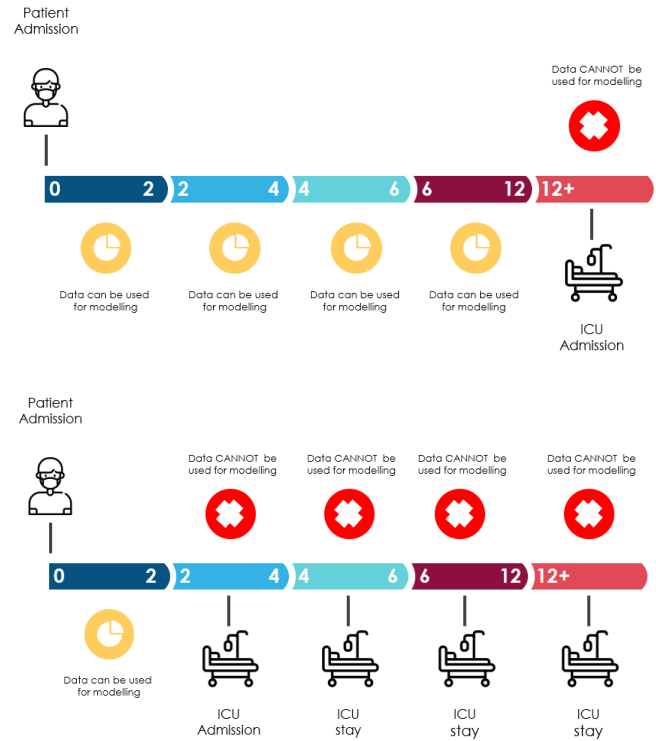 Patient
Admission
Data CANNOT be
used for modelling
0 2 2 4 4 6 6 12 12+
Data can be used
for modelling
Data can be used
for modelling
Data can be used
for modelling
Data can be used
for modelling
ICU
Admission
Patient
Admission
Data CANNOT be
used for modelling
Data CANNOT be
used for modelling
Data CANNOT be
used for modelling
Data CANNOT be
used for modelling
0 2 2 4 4 6 6 12 12+
Data can be used
for modelling
ICU
Admission
ICU
stay
ICU
stay
ICU
stay